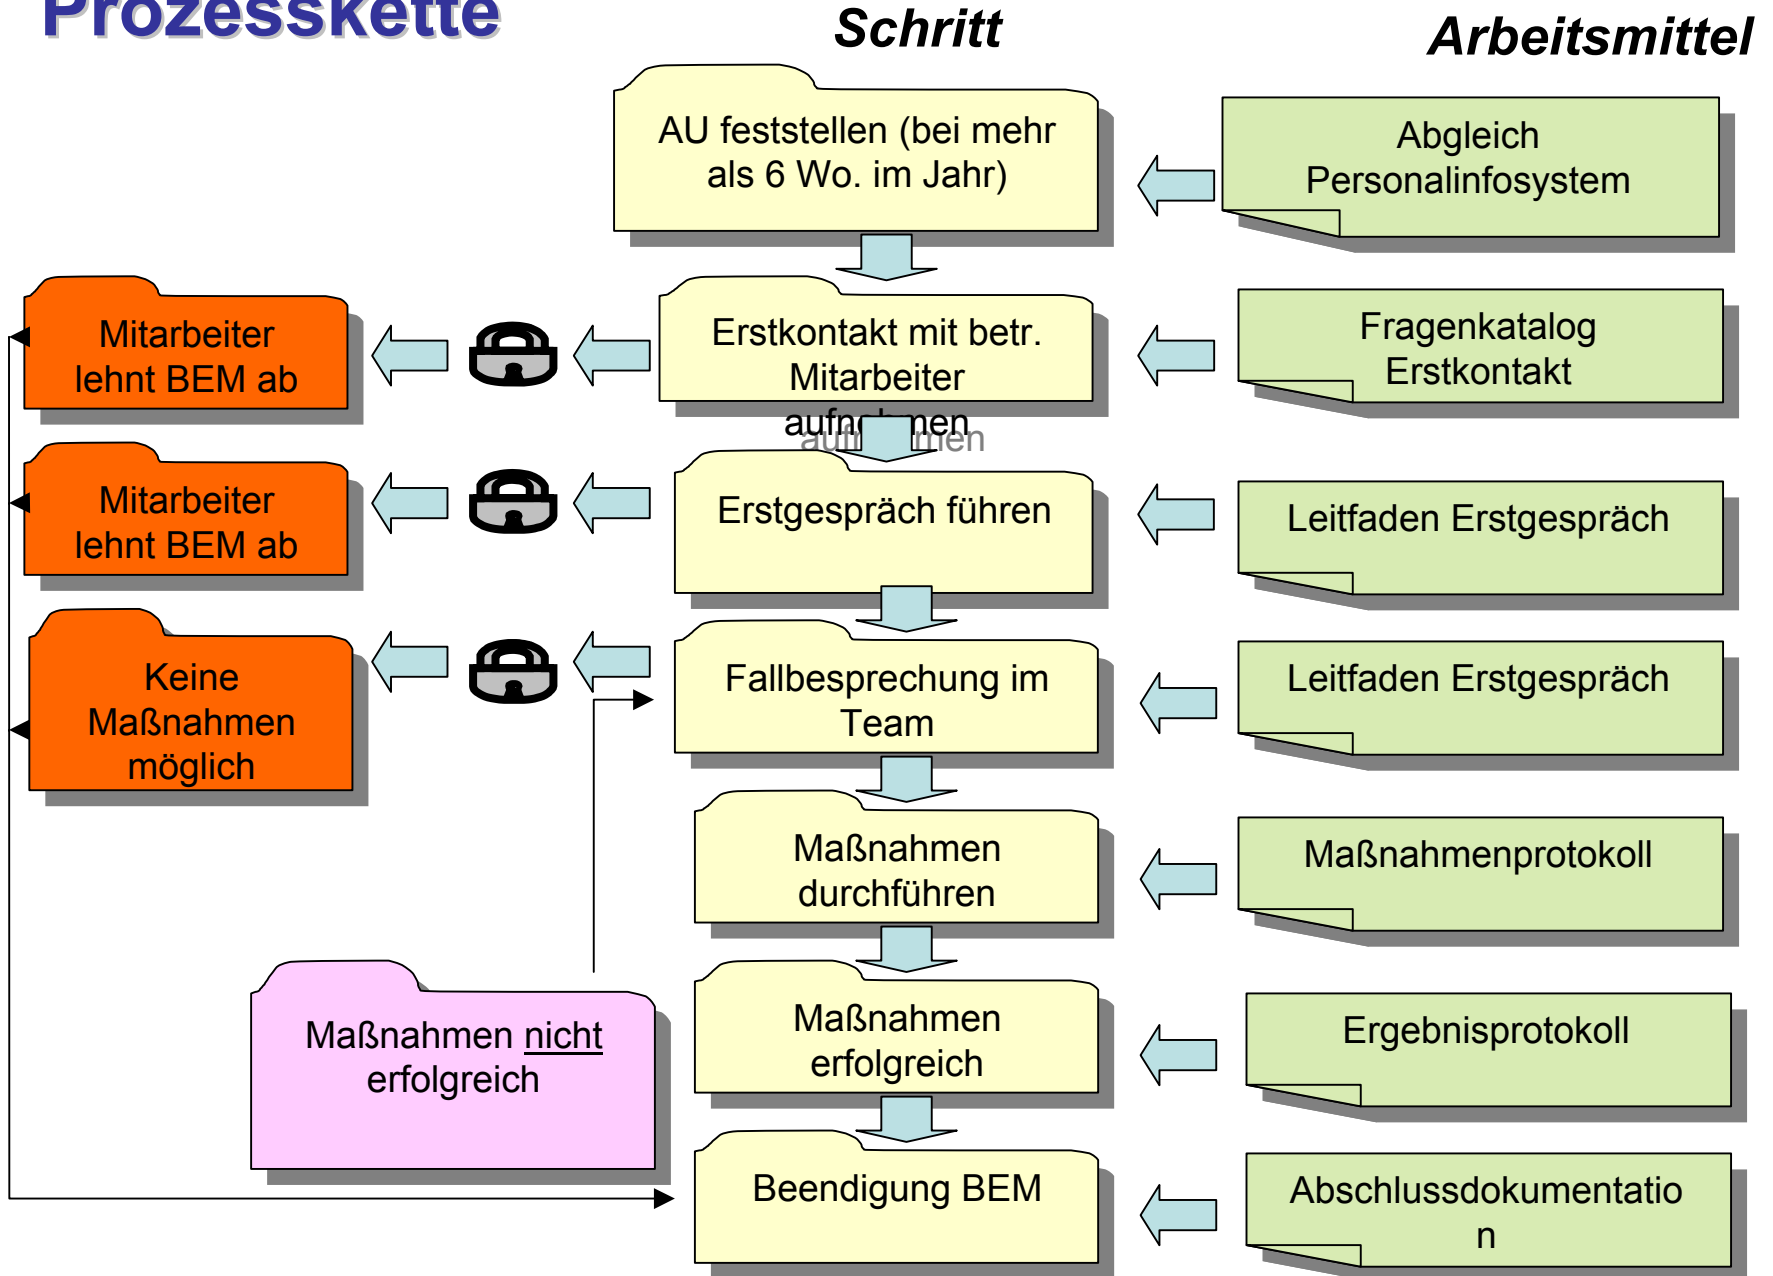 Prozesskette
Schritt
Arbeitsmittel
AU feststellen (bei mehr
als 6 Wo. im Jahr)
Abgleich
Personalinfosystem
Mitarbeiter
lehnt BEM ab
Erstkontakt mit betr.
Mitarbeiter
aufnehmen
Fragenkatalog
Erstkontakt
Mitarbeiter
lehnt BEM ab
Erstgespräch führen
Leitfaden Erstgespräch
Keine
Maßnahmen
möglich
Fallbesprechung im
Team
Leitfaden Erstgespräch
Maßnahmen
durchführen
Maßnahmenprotokoll
Maßnahmen nicht
erfolgreich
Maßnahmen
erfolgreich
Ergebnisprotokoll
Beendigung BEM
Abschlussdokumentatio
n